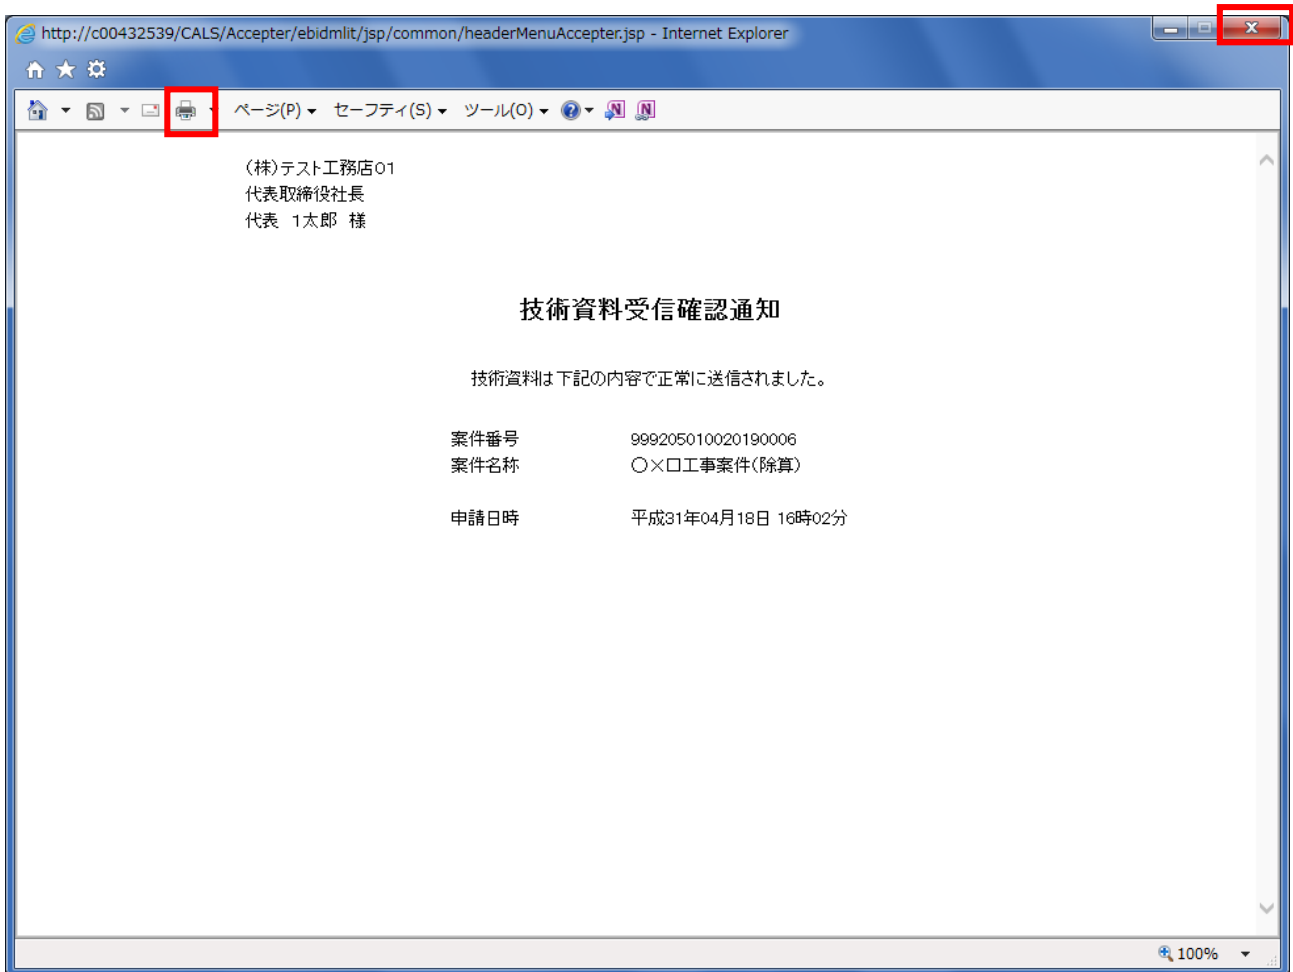 http://c00432539/CALS/Accepter/ebidmlit/jsp/common/headerMenuAccepter.jsp - Internet Explorer
ページ(P) セーフティ(S) ツール(O)
(株)テスト工務店01
代表取締役社長
代表 1太郎 様
技術資料受信確認通知
技術資料は下記の内容で正常に送信されました。
案件番号 999205010020190006
案件名称 ○×口工事案件(除算)
申請日時 平成31年04月18日 16時02分
100%